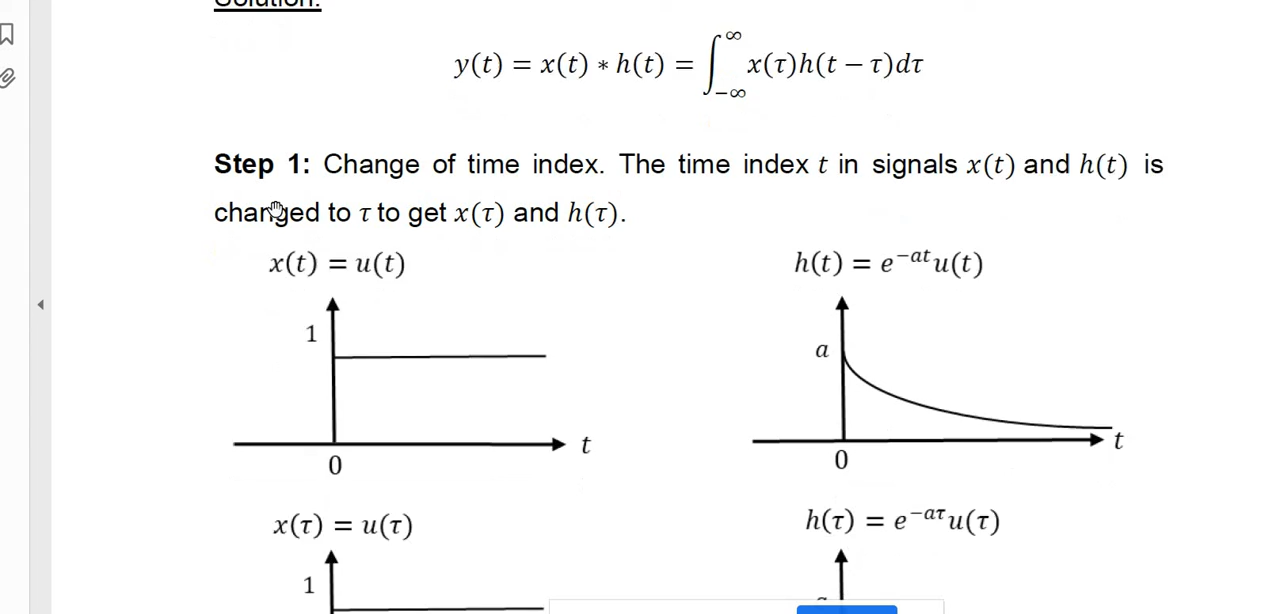 Solution:
y(t) = x(t) ∗ h(t) = ∫_{−∞}^{∞} x(τ)h(t − τ)dτ
Step 1: Change of time index. The time index t in signals x(t) and h(t) is
changed to τ to get x(τ) and h(τ).
x(t) = u(t)
h(t) = e^{−at}u(t)
1
a
t
t
0
0
x(τ) = u(τ)
h(τ) = e^{−aτ}u(τ)
1